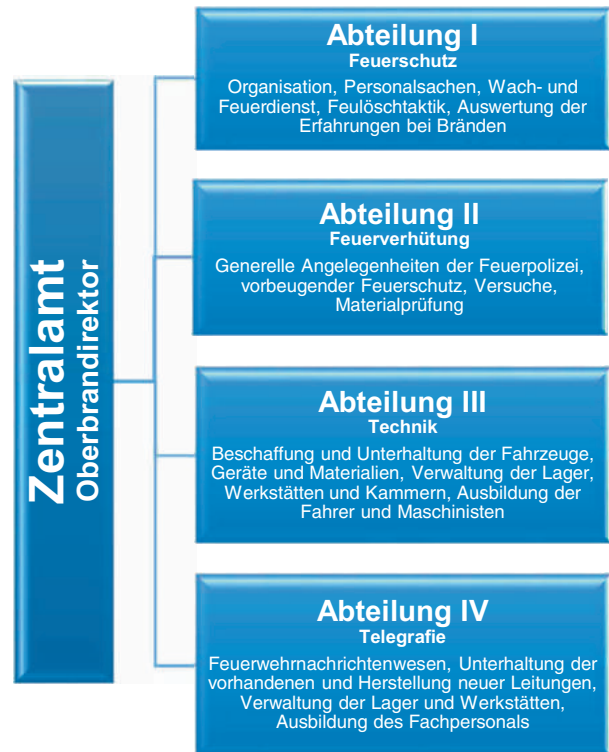 Zentralamt
Oberbrandirektor
Abteilung I
Feuerschutz
Organisation, Personalsachen, Wach- und
Feuerdienst, Feulöschtaktik, Auswertung der
Erfahrungen bei Bränden
Abteilung II
Feuerverhütung
Generelle Angelegenheiten der Feuerpolizei,
vorbeugender Feuerschutz, Versuche,
Materialprüfung
Abteilung III
Technik
Beschaffung und Unterhaltung der Fahrzeuge,
Geräte und Materialien, Verwaltung der Lager,
Werkstätten und Kammern, Ausbildung der
Fahrer und Maschinisten
Abteilung IV
Telegrafie
Feuerwehrnachrichtenwesen, Unterhaltung der
vorhandenen und Herstellung neuer Leitungen,
Verwaltung der Lager und Werkstätten,
Ausbildung des Fachpersonals